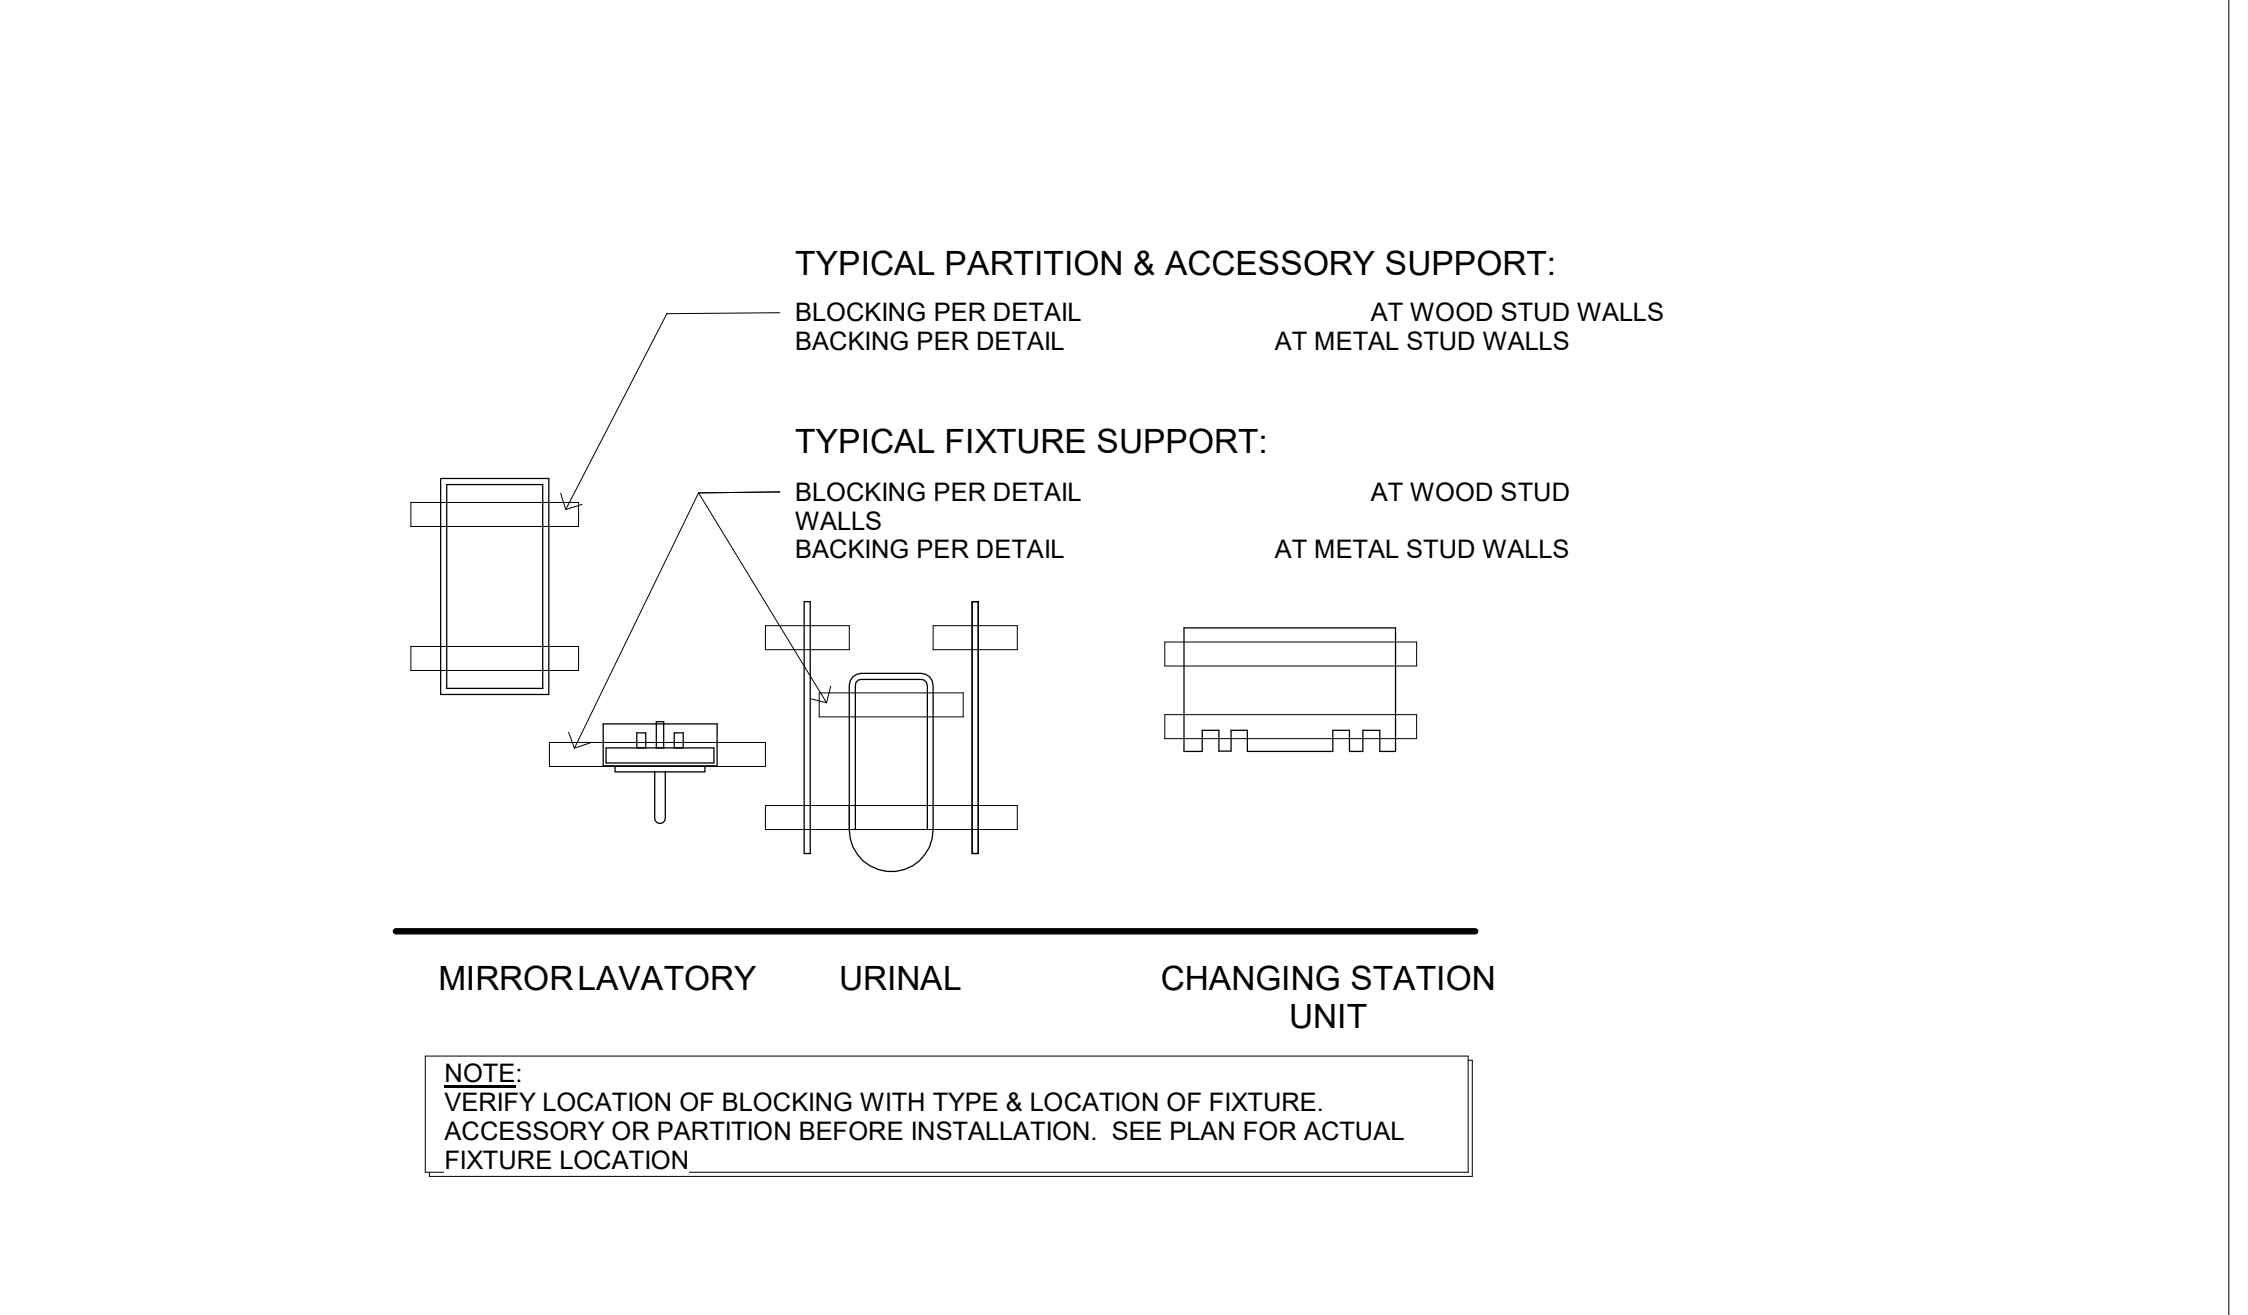 TYPICAL PARTITION & ACCESSORY SUPPORT:
BLOCKING PER DETAIL AT WOOD STUD WALLS
BACKING PER DETAIL AT METAL STUD WALLS
TYPICAL FIXTURE SUPPORT:
BLOCKING PER DETAIL AT WOOD STUD
WALLS
BACKING PER DETAIL AT METAL STUD WALLS
MIRROR LAVATORY URINAL CHANGING STATION
UNIT
NOTE:
VERIFY LOCATION OF BLOCKING WITH TYPE & LOCATION OF FIXTURE.
ACCESSORY OR PARTITION BEFORE INSTALLATION. SEE PLAN FOR ACTUAL
FIXTURE LOCATION